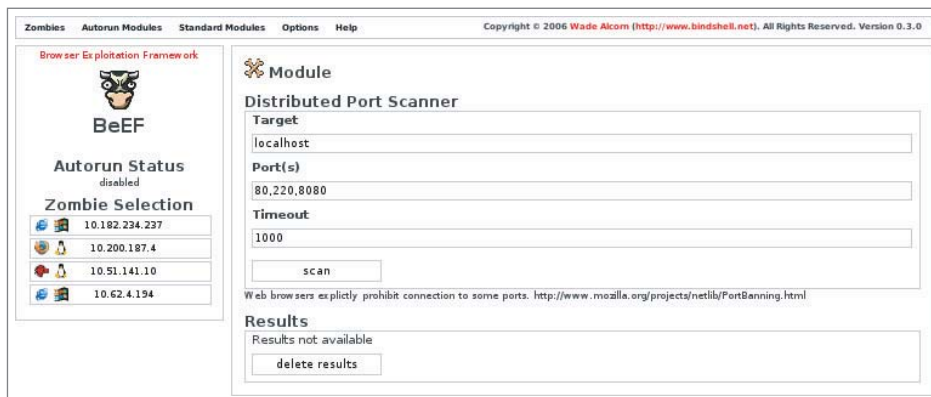 Zombies Autorun Modules Standard Modules Options Help Copyright © 2006 Wade Alcorn (http://www.bindshell.net). All Rights Reserved. Version 0.3.0
Browser Exploitation Framework
BeEF
Autorun Status
disabled
Zombie Selection
10.182.234.237
10.200.187.4
10.51.141.10
10.62.4.194
Module
Distributed Port Scanner
Target
localhost
Port(s)
80,220,8080
Timeout
1000
scan
Web browsers explictly prohibit connection to some ports. http://www.mozilla.org/projects/netlib/PortBanning.html
Results
Results not available
delete results